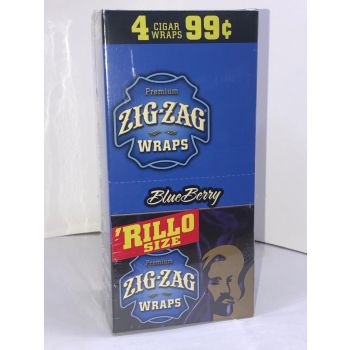 4 CIGAR WRAPS 99¢
Premium
ZIG-ZAG
WRAPS
BlueBerry
'RILLO
SIZE
Premium
ZIG-ZAG
WRAPS